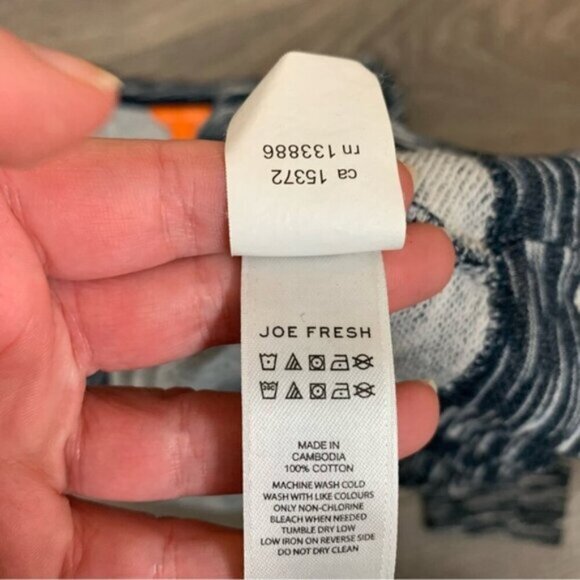 ca 15372
rn 133886
JOE FRESH
MADE IN
CAMBODIA
100% COTTON
MACHINE WASH COLD
WASH WITH LIKE COLOURS
ONLY NON-CHLORINE
BLEACH WHEN NEEDED
TUMBLE DRY LOW
LOW IRON ON REVERSE SIDE
DO NOT DRY CLEAN